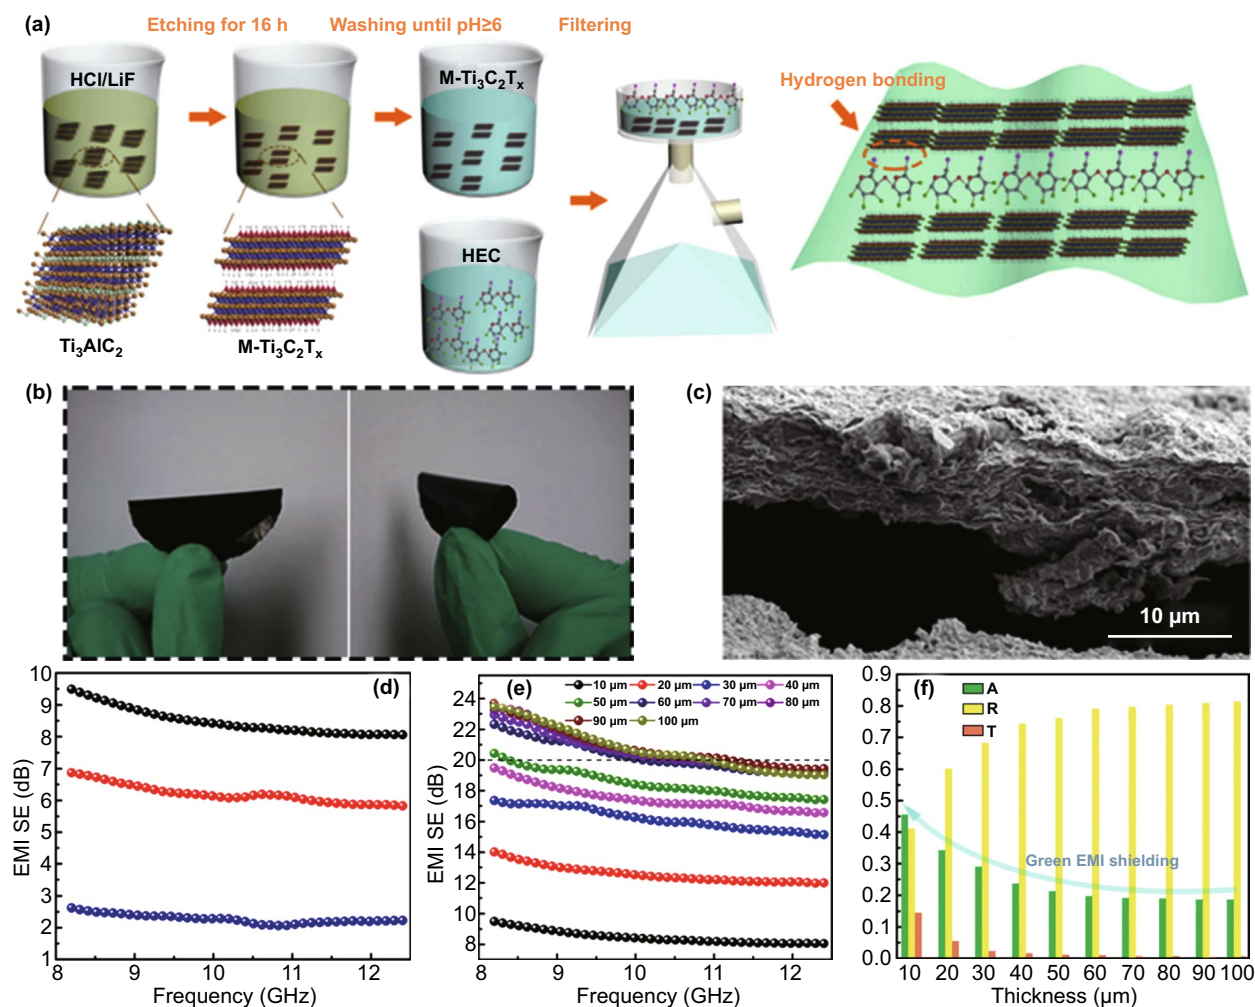 (a)
Etching for 16 h
Washing until pH≥6
Filtering
HCl/LiF
M-Ti₃C₂Tₓ
Hydrogen bonding
HEC
Ti₃AlC₂
M-Ti₃C₂Tₓ
(b)
(c)
10 µm
(d)
EMI SE (dB)
10
9
8
7
6
5
4
3
2
1
8 9 10 11 12
Frequency (GHz)
(e)
10 µm 20 µm 30 µm 40 µm
50 µm 60 µm 70 µm 80 µm
90 µm 100 µm
EMI SE (dB)
24
22
20
18
16
14
12
10
8
8 9 10 11 12
Frequency (GHz)
(f)
A
R
T
Green EMI shielding
0.9
0.8
0.7
0.6
0.5
0.4
0.3
0.2
0.1
0.0
10 20 30 40 50 60 70 80 90 100
Thickness (µm)